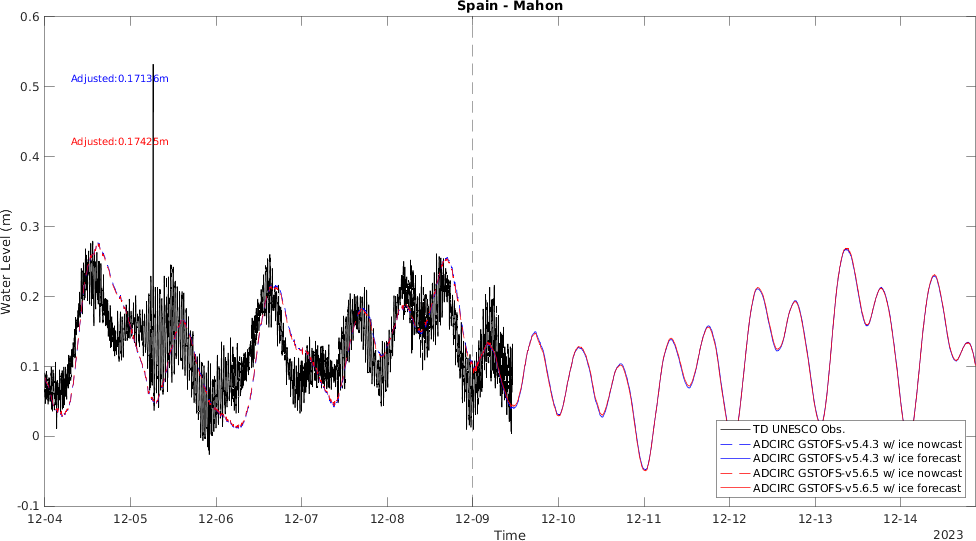 Spain - Mahon
0.6
0.5
0.4
0.3
0.2
0.1
0
-0.1
Water Level (m)
Adjusted:0.17136m
Adjusted:0.17425m
TD UNESCO Obs.
ADCIRC GSTOFS-v5.4.3 w/ ice nowcast
ADCIRC GSTOFS-v5.4.3 w/ ice forecast
ADCIRC GSTOFS-v5.6.5 w/ ice nowcast
ADCIRC GSTOFS-v5.6.5 w/ ice forecast
12-04 12-05 12-06 12-07 12-08 12-09 12-10 12-11 12-12 12-13 12-14
Time
2023